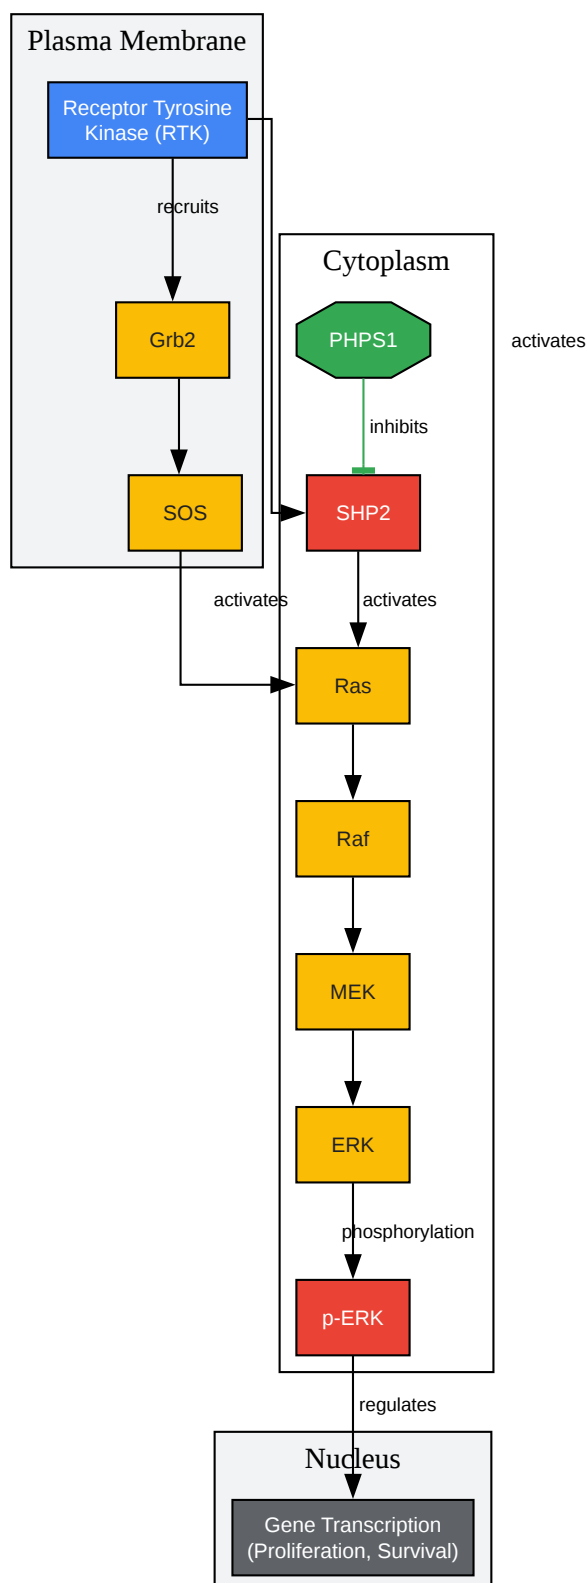 Plasma Membrane
Receptor Tyrosine
Kinase (RTK)
recruits
Cytoplasm
Grb2
PHPS1
activates
inhibits
SOS
SHP2
activates
activates
Ras
Raf
MEK
ERK
phosphorylation
p-ERK
regulates
Nucleus
Gene Transcription
(Proliferation, Survival)